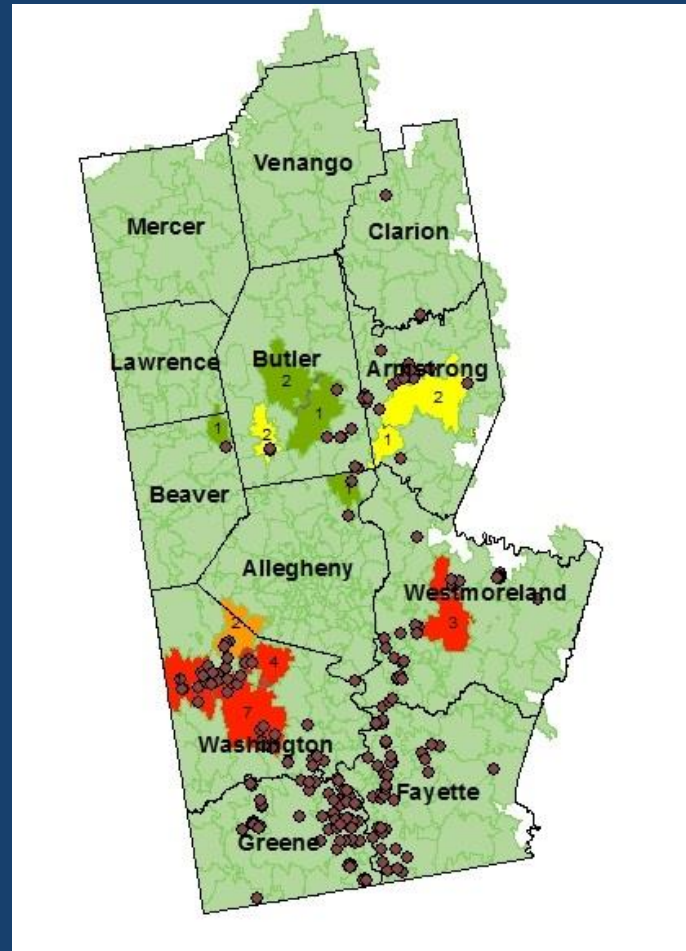 Venango
Mercer
Clarion
Lawrence
Butler
2
Armstrong
2
1
1
2
1
Beaver
1
Allegheny
Westmoreland
3
2
4
7
Washington
Fayette
Greene